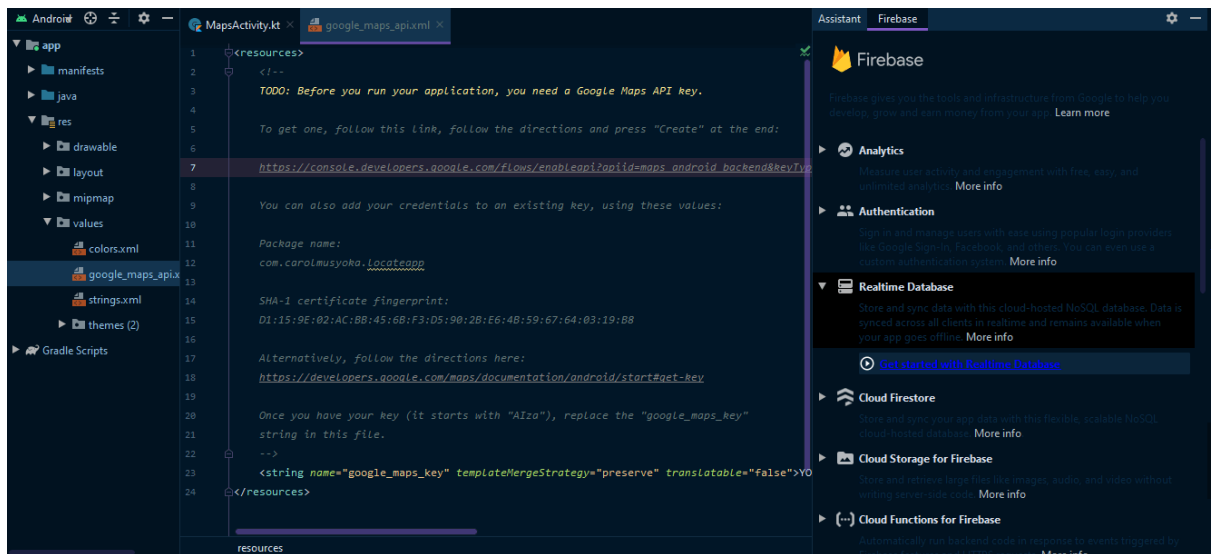 Android
app
manifests
java
res
drawable
layout
mipmap
values
colors.xml
google_maps_api.x
strings.xml
themes (2)
Gradle Scripts
MapsActivity.kt
google_maps_api.xml
1 <resources>
2 <!--
3 TODO: Before you run your application, you need a Google Maps API key.
4
5 To get one, follow this link, follow the directions and press "Create" at the end:
6
7 https://console.developers.google.com/flows/enableapi?apiid=maps_android_backend&keyTyp
8
9 You can also add your credentials to an existing key, using these values:
10
11 Package name:
12 com.carolmusyoka.locateapp
13
14 SHA-1 certificate fingerprint:
15 D1:15:9E:02:AC:BB:45:6B:F3:D5:90:2B:E6:4B:59:67:64:03:19:B8
16
17 Alternatively, follow the directions here:
18 https://developers.google.com/maps/documentation/android/start#get-key
19
20 Once you have your key (it starts with "AIza"), replace the "google_maps_key"
21 string in this file.
22 -->
23 <string name="google_maps_key" templateMergeStrategy="preserve" translatable="false">YO
24 </resources>
resources
Assistant Firebase
Firebase
Firebase gives you the tools and infrastructure from Google to help you
develop, grow and earn money from your app. Learn more
Analytics
Measure user activity and engagement with free, easy, and
unlimited analytics. More info
Authentication
Sign in and manage users with ease using popular login providers
like Google Sign-In, Facebook, and others. You can even use a
custom authentication system. More info
Realtime Database
Store and sync data with this cloud-hosted NoSQL database. Data is
synced across all clients in realtime and remains available when
your app goes offline. More info
Get started with Realtime Database
Cloud Firestore
Store and sync your app data with this flexible, scalable NoSQL
cloud-hosted database. More info
Cloud Storage for Firebase
Store and retrieve large files like images, audio, and video without
writing server-side code. More info
Cloud Functions for Firebase
Automatically run backend code in response to events triggered by
More info